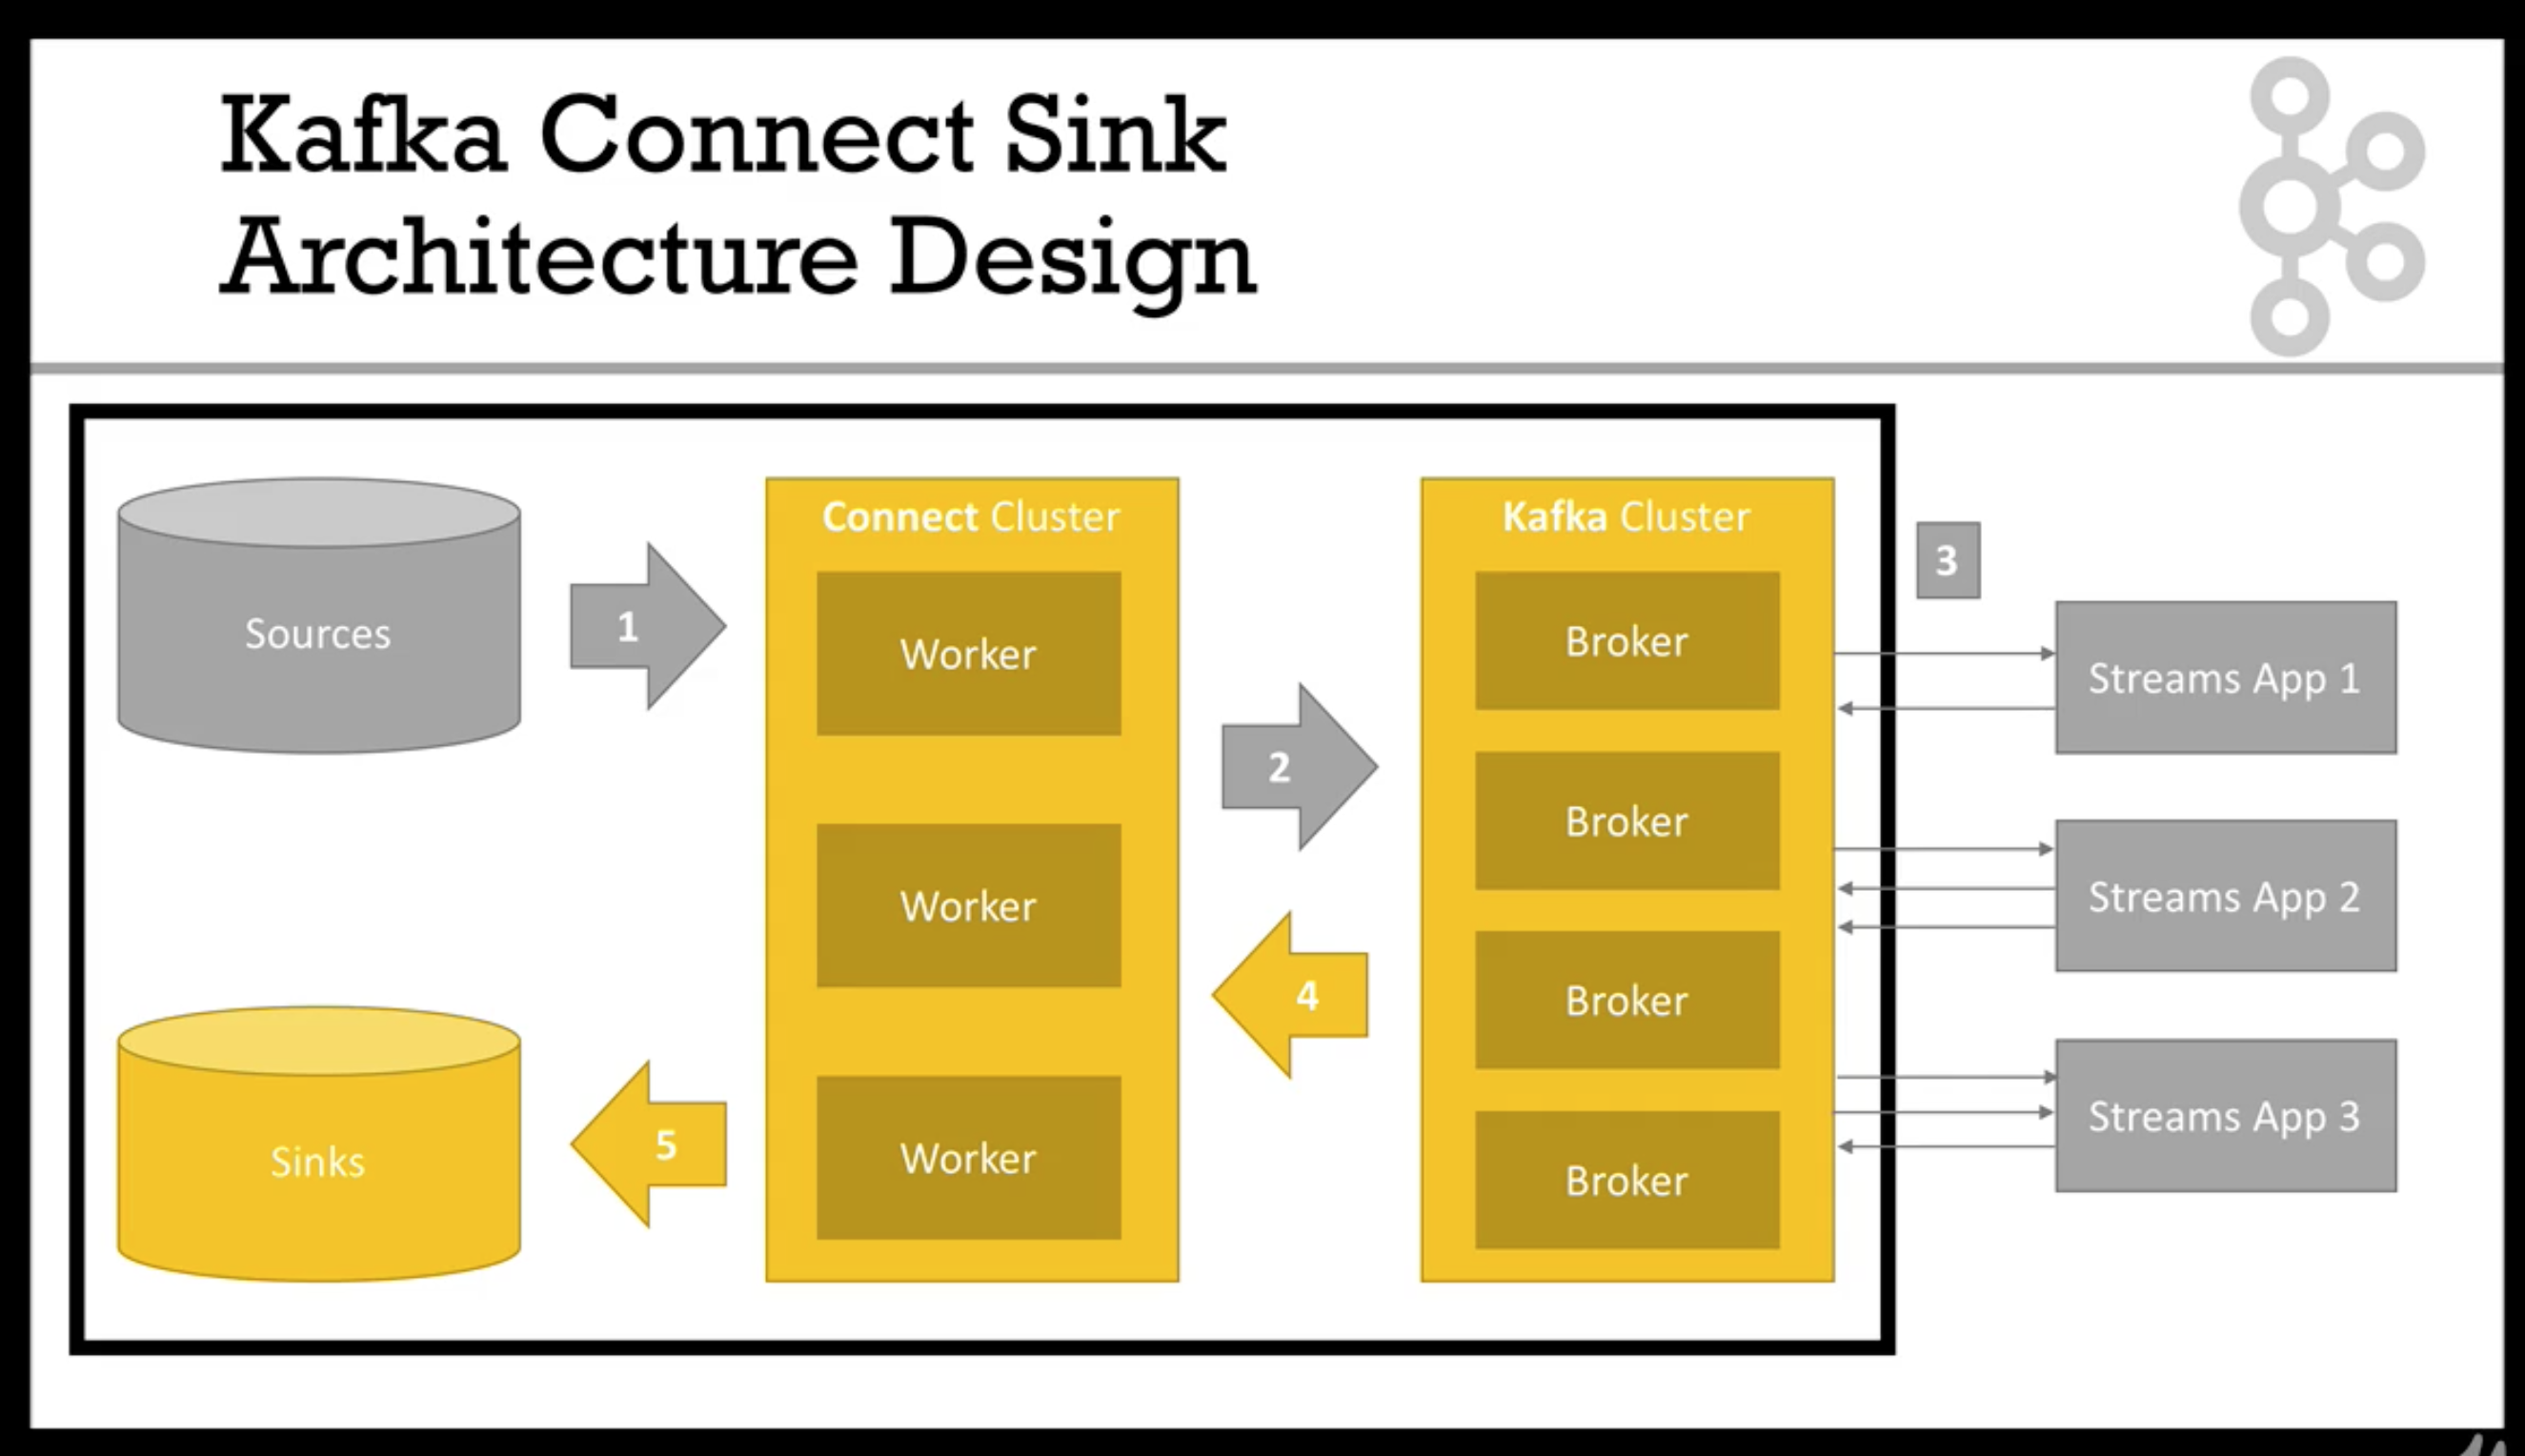 Kafka Connect Sink
Architecture Design
Sources
1
Connect Cluster
Worker
Worker
Worker
2
Kafka Cluster
Broker
Broker
Broker
Broker
3
Streams App 1
Streams App 2
Streams App 3
4
5
Sinks